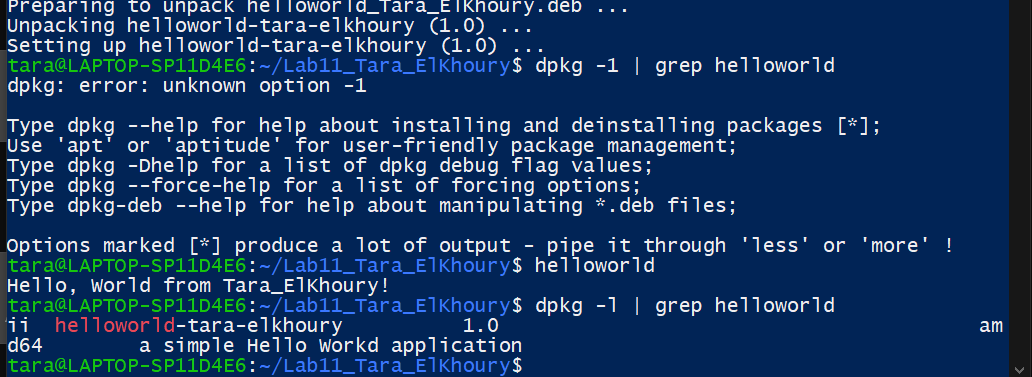 Preparing to unpack helloworld_Tara_ElKhoury.deb ...
Unpacking helloworld-tara-elkhoury (1.0) ...
Setting up helloworld-tara-elkhoury (1.0) ...
tara@LAPTOP-SP11D4E6:~/Lab11_Tara_ElKhoury$ dpkg -1 | grep helloworld
dpkg: error: unknown option -1

Type dpkg --help for help about installing and deinstalling packages [*];
Use 'apt' or 'aptitude' for user-friendly package management;
Type dpkg -Dhelp for a list of dpkg debug flag values;
Type dpkg --force-help for a list of forcing options;
Type dpkg-deb --help for help about manipulating *.deb files;

Options marked [*] produce a lot of output - pipe it through 'less' or 'more' !
tara@LAPTOP-SP11D4E6:~/Lab11_Tara_ElKhoury$ helloworld
Hello, World from Tara_ElKhoury!
tara@LAPTOP-SP11D4E6:~/Lab11_Tara_ElKhoury$ dpkg -l | grep helloworld
ii  helloworld-tara-elkhoury          1.0                                        am
d64        a simple Hello Workd application
tara@LAPTOP-SP11D4E6:~/Lab11_Tara_ElKhoury$